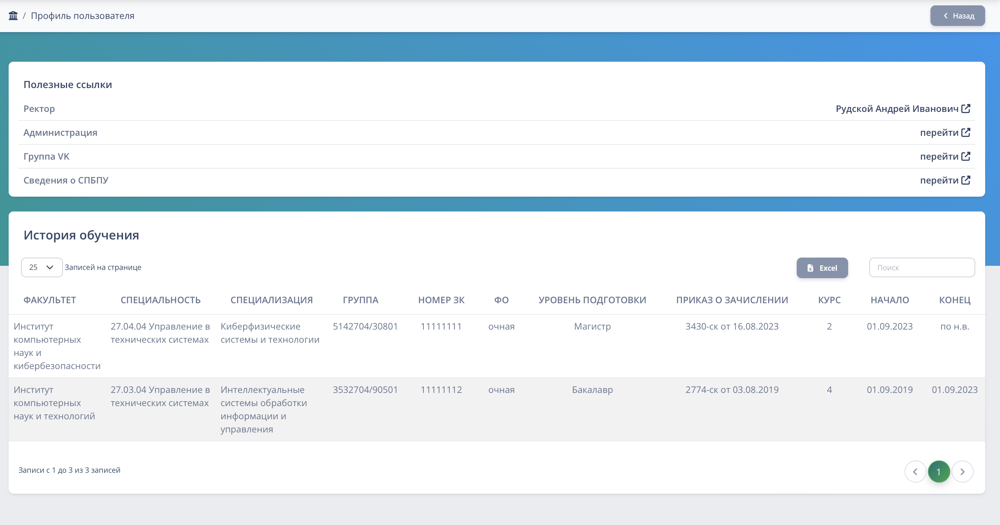 / Профиль пользователя
Назад
Полезные ссылки
Ректор Рудской Андрей Иванович
Администрация перейти
Группа VK перейти
Сведения о СПБПУ перейти
История обучения
25 Записей на странице Excel Поиск
ФАКУЛЬТЕТ СПЕЦИАЛЬНОСТЬ СПЕЦИАЛИЗАЦИЯ ГРУППА НОМЕР ЗК ФО УРОВЕНЬ ПОДГОТОВКИ ПРИКАЗ О ЗАЧИСЛЕНИИ КУРС НАЧАЛО КОНЕЦ
Институт 27.04.04 Управление в Киберфизические 5142704/30801 11111111 очная Магистр 3430-ск от 16.08.2023 2 01.09.2023 по н.в.
компьютерных технических системах системы и технологии
наук и
кибербезопасности
Институт 27.03.04 Управление в Интеллектуальные 3532704/90501 11111112 очная Бакалавр 2774-ск от 03.08.2019 4 01.09.2019 01.09.2023
компьютерных технических системах системы обработки
наук и технологий информации и
управления
Записи с 1 до 3 из 3 записей 1